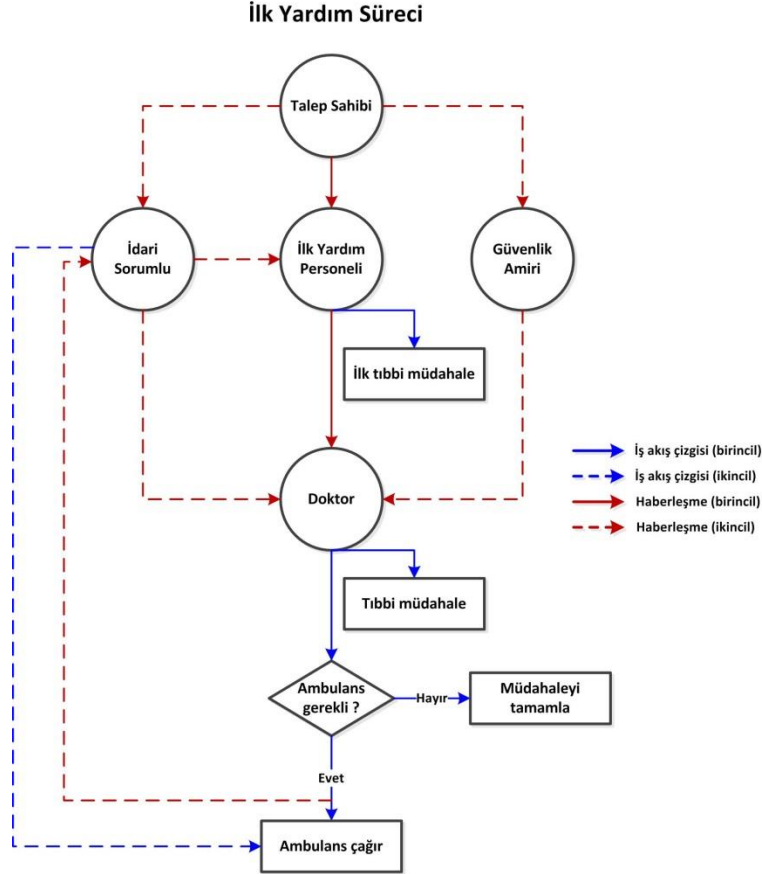 İlk Yardım Süreci
Talep Sahibi
İdari
Sorumlu
İlk Yardım
Personeli
Güvenlik
Amiri
İlk tıbbi müdahale
Doktor
İş akış çizgisi (birincil)
İş akış çizgisi (ikincil)
Haberleşme (birincil)
Haberleşme (ikincil)
Tıbbi müdahale
Ambulans
gerekli ?
Hayır
Müdahaleyi
tamamla
Evet
Ambulans çağır